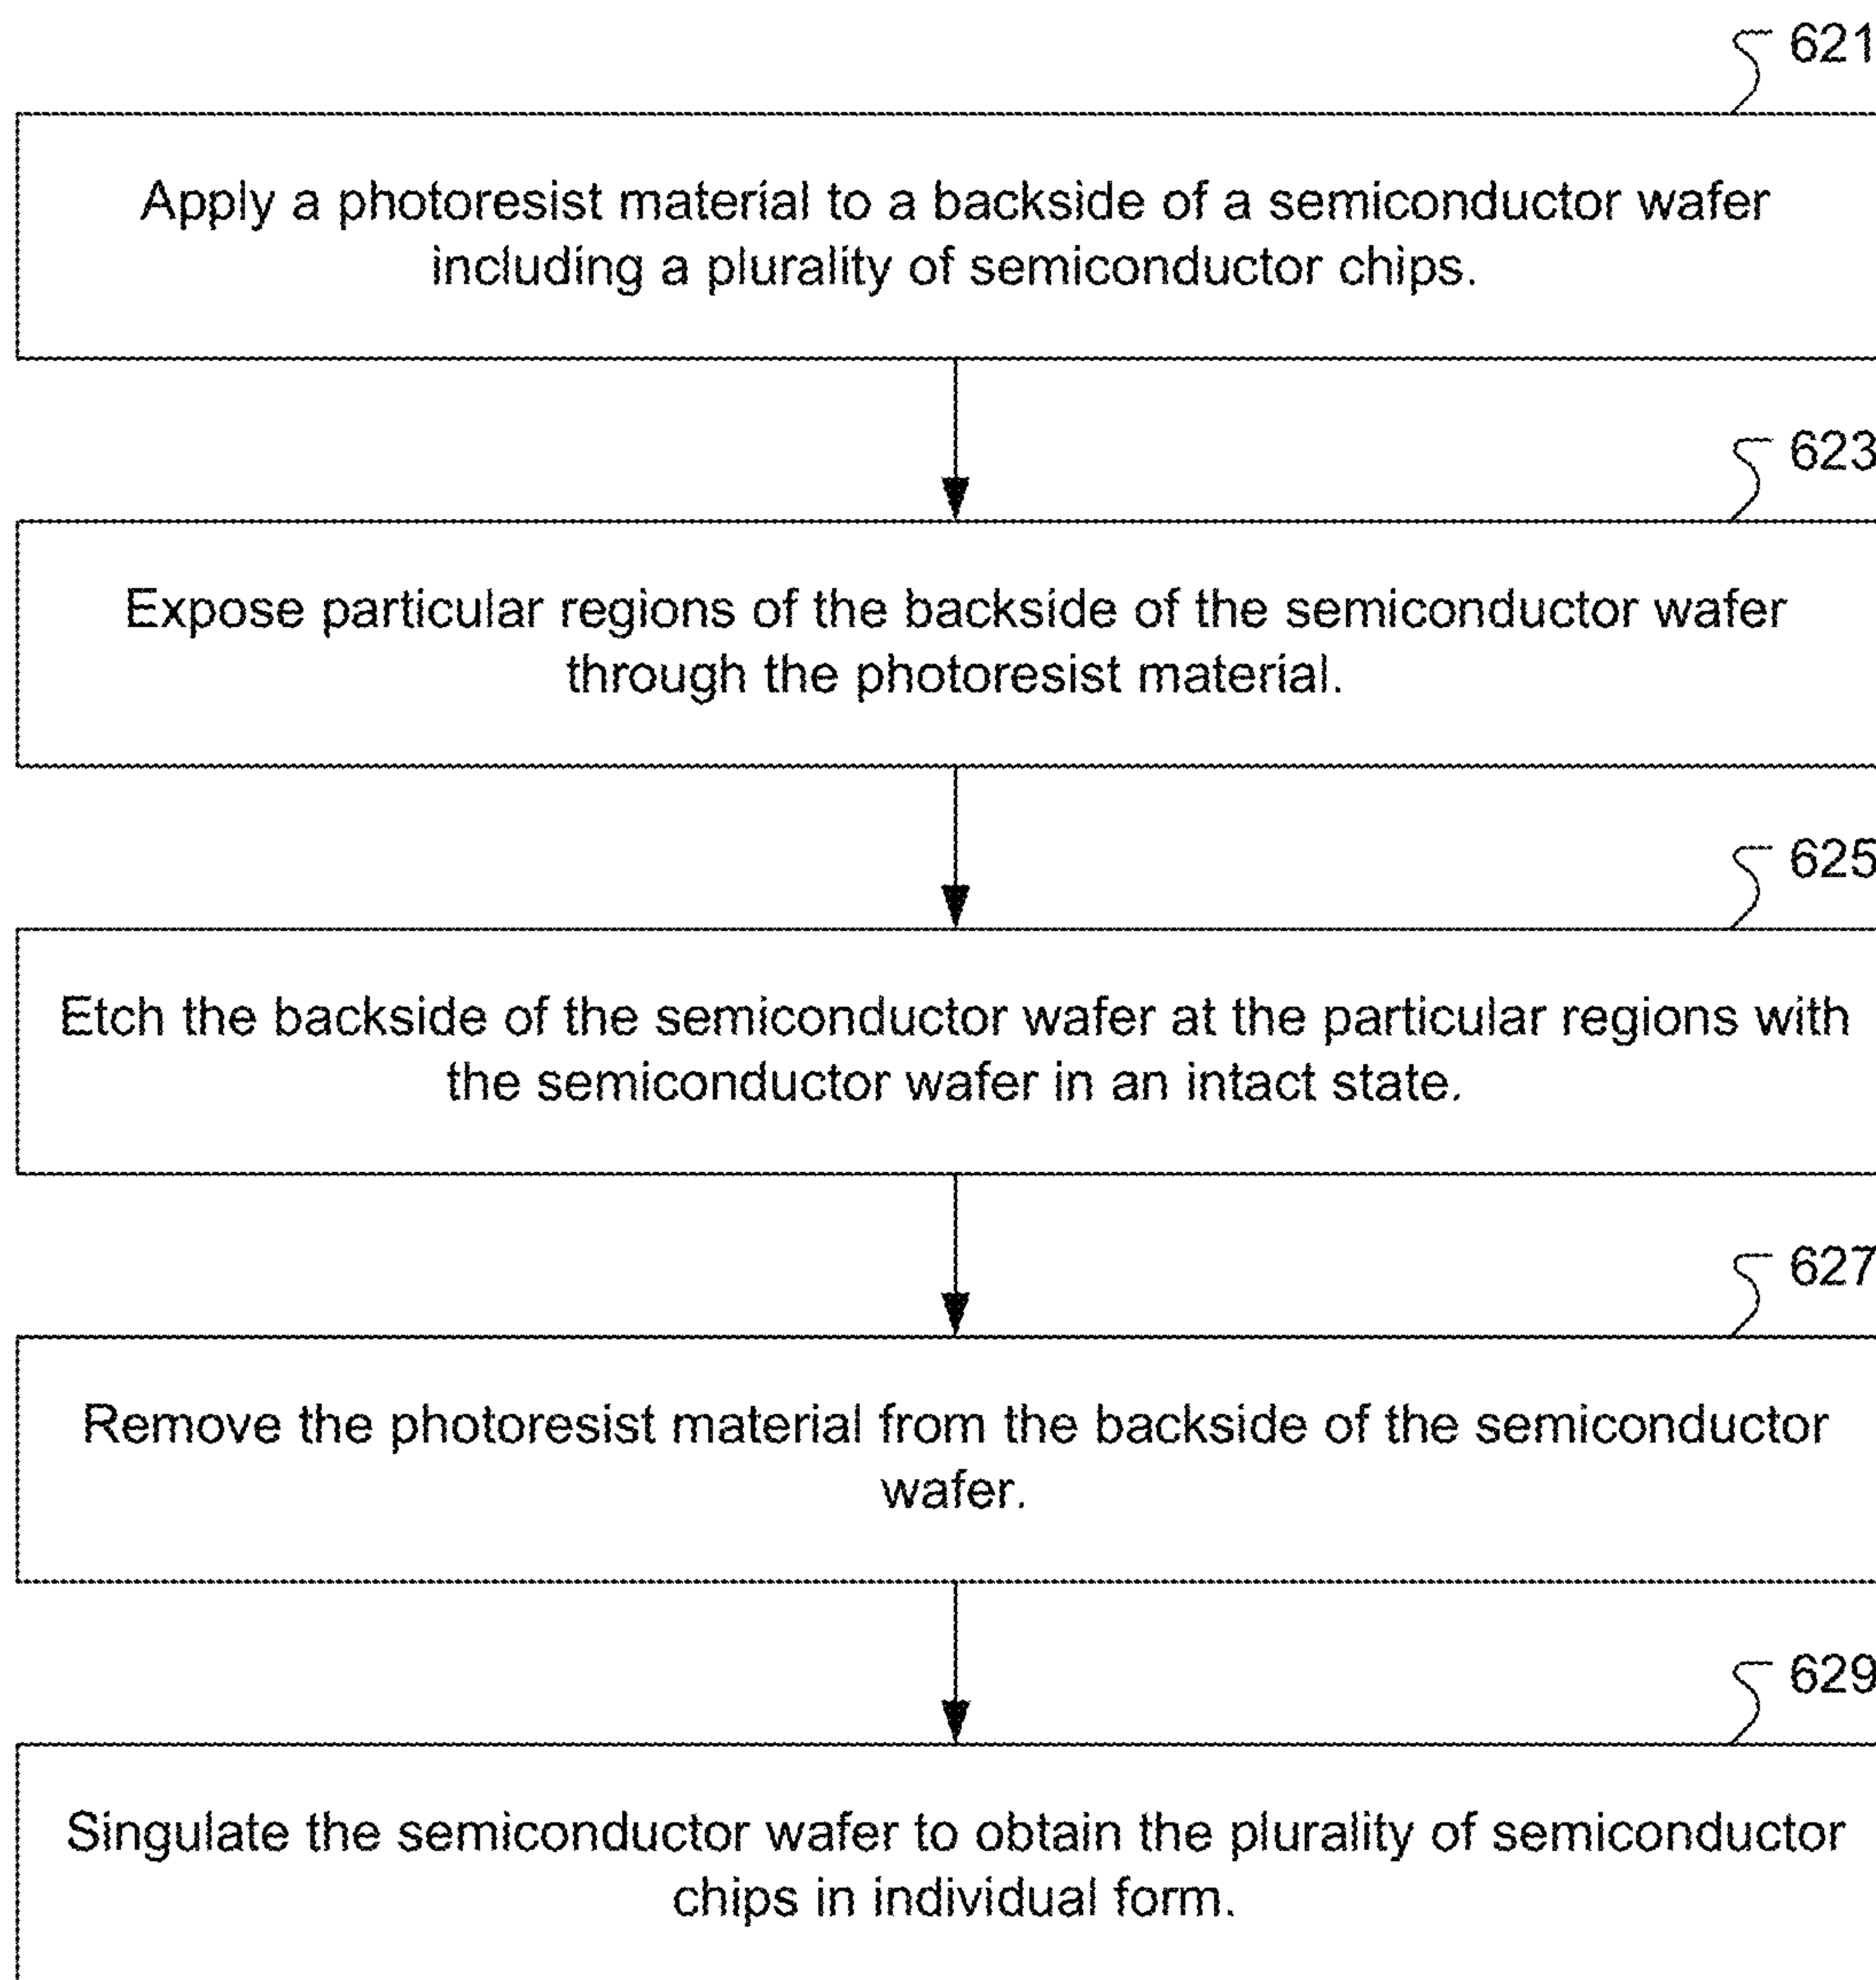 621
Apply a photoresist material to a backside of a semiconductor wafer
including a plurality of semiconductor chips.
623
Expose particular regions of the backside of the semiconductor wafer
through the photoresist material.
625
Etch the backside of the semiconductor wafer at the particular regions with
the semiconductor wafer in an intact state.
627
Remove the photoresist material from the backside of the semiconductor
wafer.
629
Singulate the semiconductor wafer to obtain the plurality of semiconductor
chips in individual form.